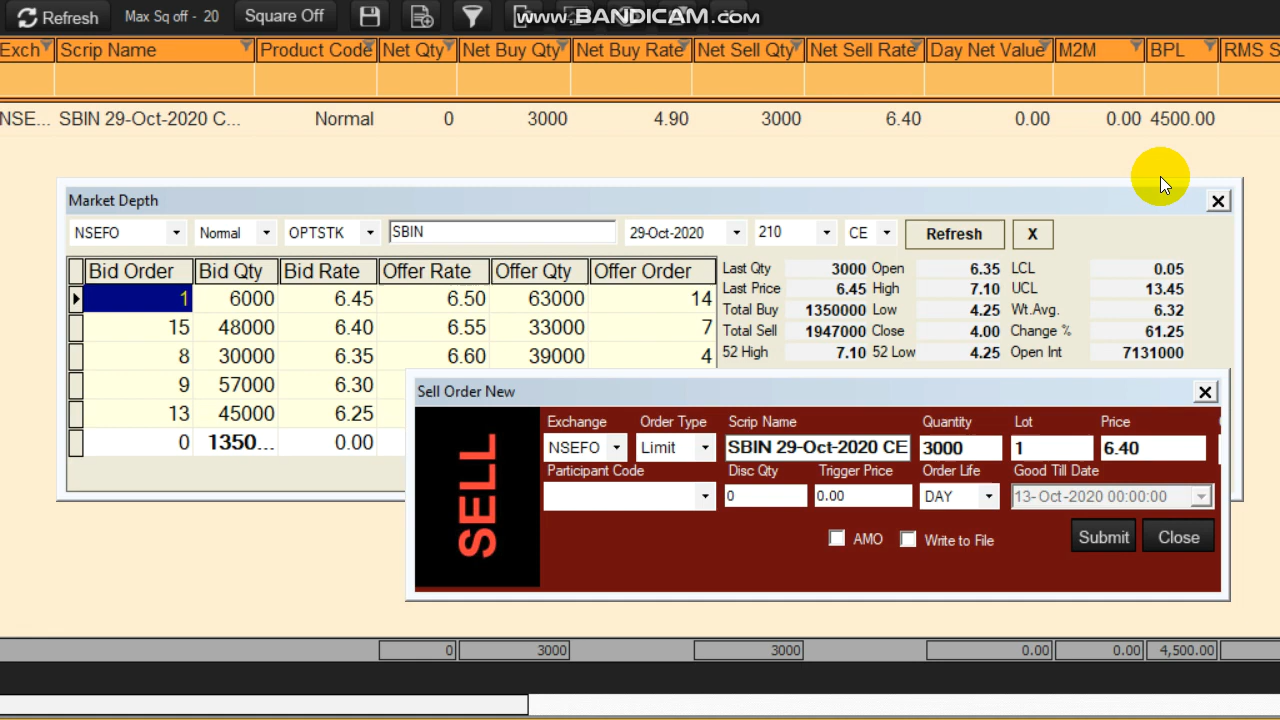 Refresh Max Sq off - 20 Square Off www.BANDICAM.com
Exch Scrip Name Product Code Net Qty Net Buy Qty Net Buy Rate Net Sell Qty Net Sell Rate Day Net Value M2M BPL RMS S
NSE... SBIN 29-Oct-2020 C... Normal 0 3000 4.90 3000 6.40 0.00 0.00 4500.00
Market Depth
NSEFO Normal OPTSTK SBIN 29-Oct-2020 210 CE Refresh X
Bid Order Bid Qty Bid Rate Offer Rate Offer Qty Offer Order
1 6000 6.45 6.50 63000 14
15 48000 6.40 6.55 33000 7
8 30000 6.35 6.60 39000 4
9 57000 6.30
13 45000 6.25
0 1350... 0.00
Last Qty 3000 Open 6.35 LCL 0.05
Last Price 6.45 High 7.10 UCL 13.45
Total Buy 1350000 Low 4.25 Wt.Avg. 6.32
Total Sell 1947000 Close 4.00 Change % 61.25
52 High 7.10 52 Low 4.25 Open Int 7131000
Sell Order New
SELL
Exchange Order Type Scrip Name Quantity Lot Price
NSEFO Limit SBIN 29-Oct-2020 CE 3000 1 6.40
Participant Code Disc Qty Trigger Price Order Life Good Till Date
0 0.00 DAY 13-Oct-2020 00:00:00
AMO Write to File Submit Close
0 3000 3000 0.00 0.00 4,500.00